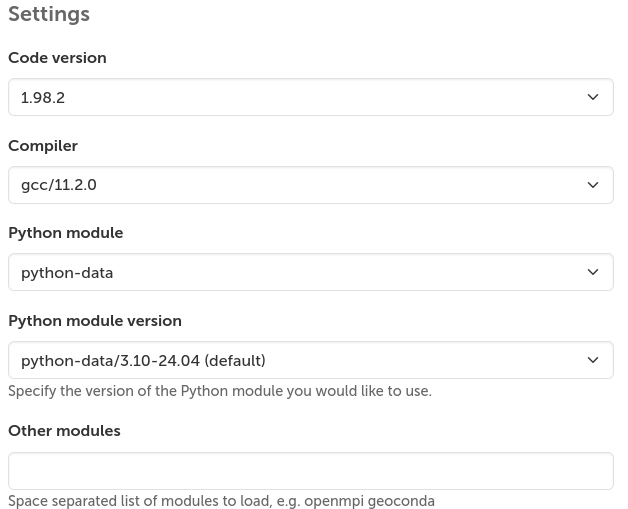 Settings
Code version
1.98.2
Compiler
gcc/11.2.0
Python module
python-data
Python module version
python-data/3.10-24.04 (default)
Specify the version of the Python module you would like to use.
Other modules
Space separated list of modules to load, e.g. openmpi geoconda